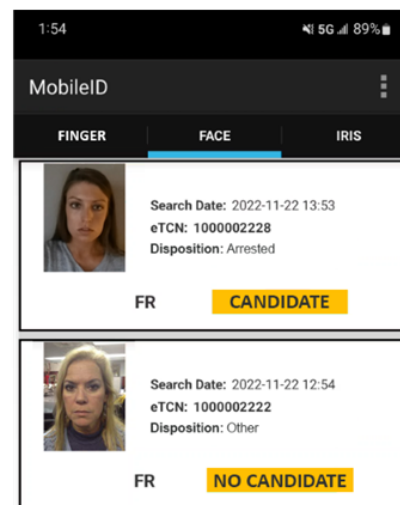 1:54 5G 89%
MobileID
FINGER FACE IRIS
Search Date: 2022-11-22 13:53
eTCN: 1000002228
Disposition: Arrested
FR CANDIDATE
Search Date: 2022-11-22 12:54
eTCN: 1000002222
Disposition: Other
FR NO CANDIDATE